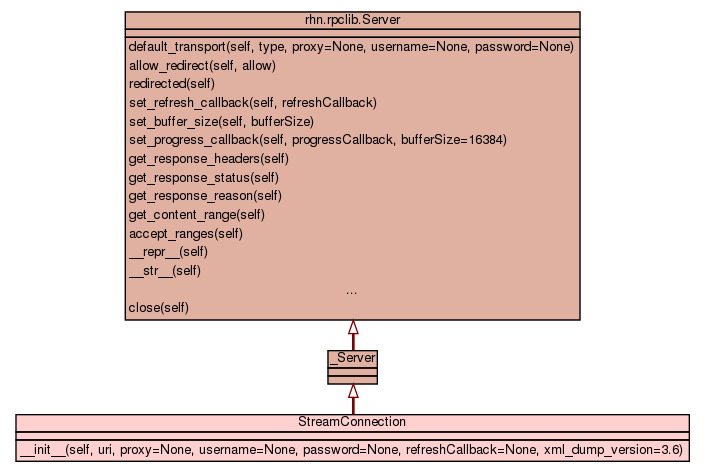 rhn.rpclib.Server
default_transport(self, type, proxy=None, username=None, password=None)
allow_redirect(self, allow)
redirected(self)
set_refresh_callback(self, refreshCallback)
set_buffer_size(self, bufferSize)
set_progress_callback(self, progressCallback, bufferSize=16384)
get_response_headers(self)
get_response_status(self)
get_response_reason(self)
get_content_range(self)
accept_ranges(self)
__repr__(self)
__str__(self)
...
close(self)
_Server
StreamConnection
__init__(self, uri, proxy=None, username=None, password=None, refreshCallback=None, xml_dump_version=3.6)